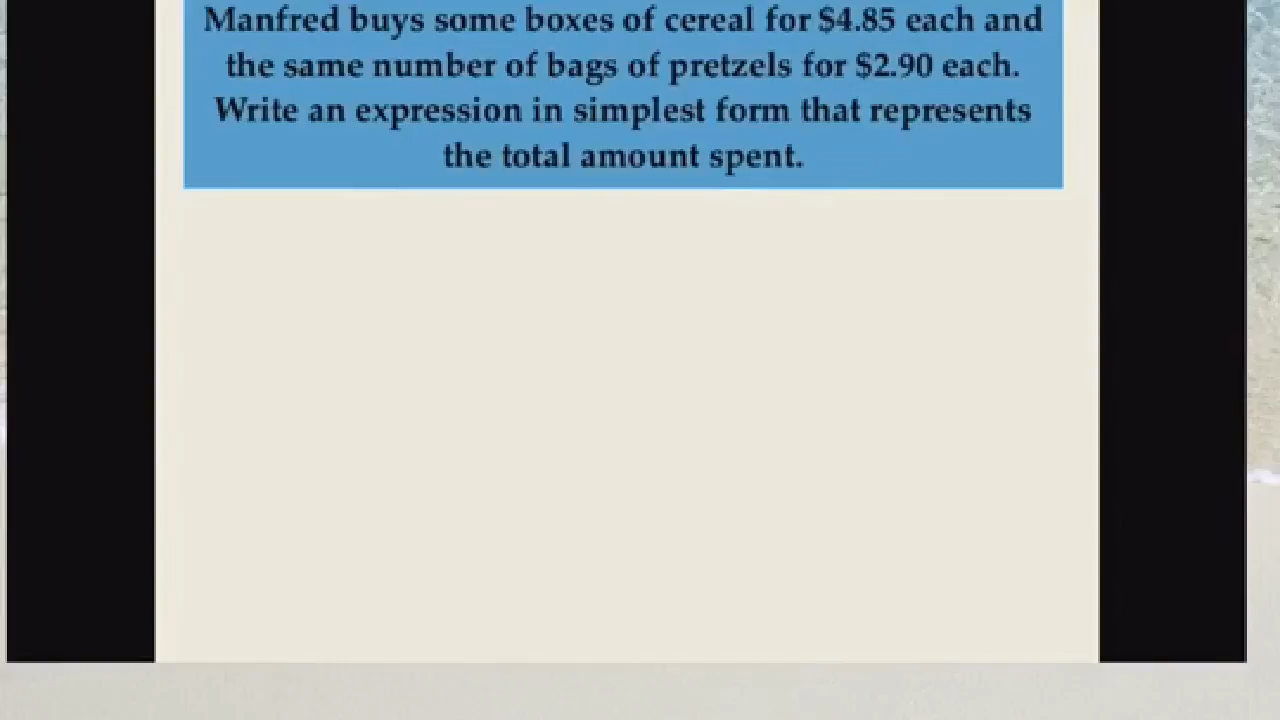 Manfred buys some boxes of cereal for $4.85 each and
the same number of bags of pretzels for $2.90 each.
Write an expression in simplest form that represents
the total amount spent.